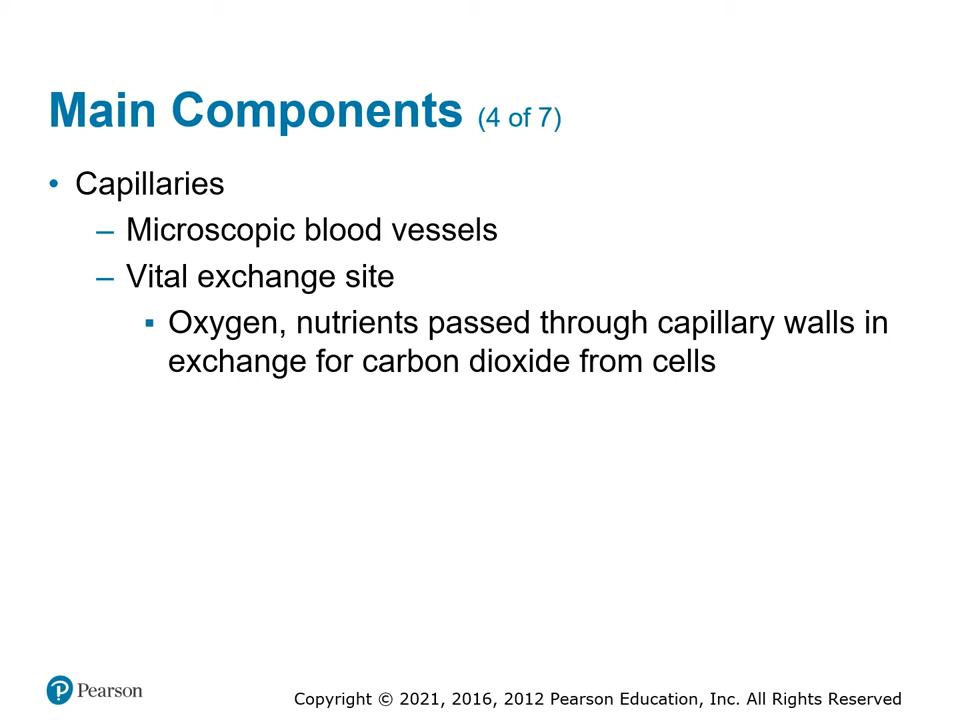 Main Components (4 of 7)
• Capillaries
– Microscopic blood vessels
– Vital exchange site
▪ Oxygen, nutrients passed through capillary walls in
exchange for carbon dioxide from cells
Pearson
Copyright © 2021, 2016, 2012 Pearson Education, Inc. All Rights Reserved